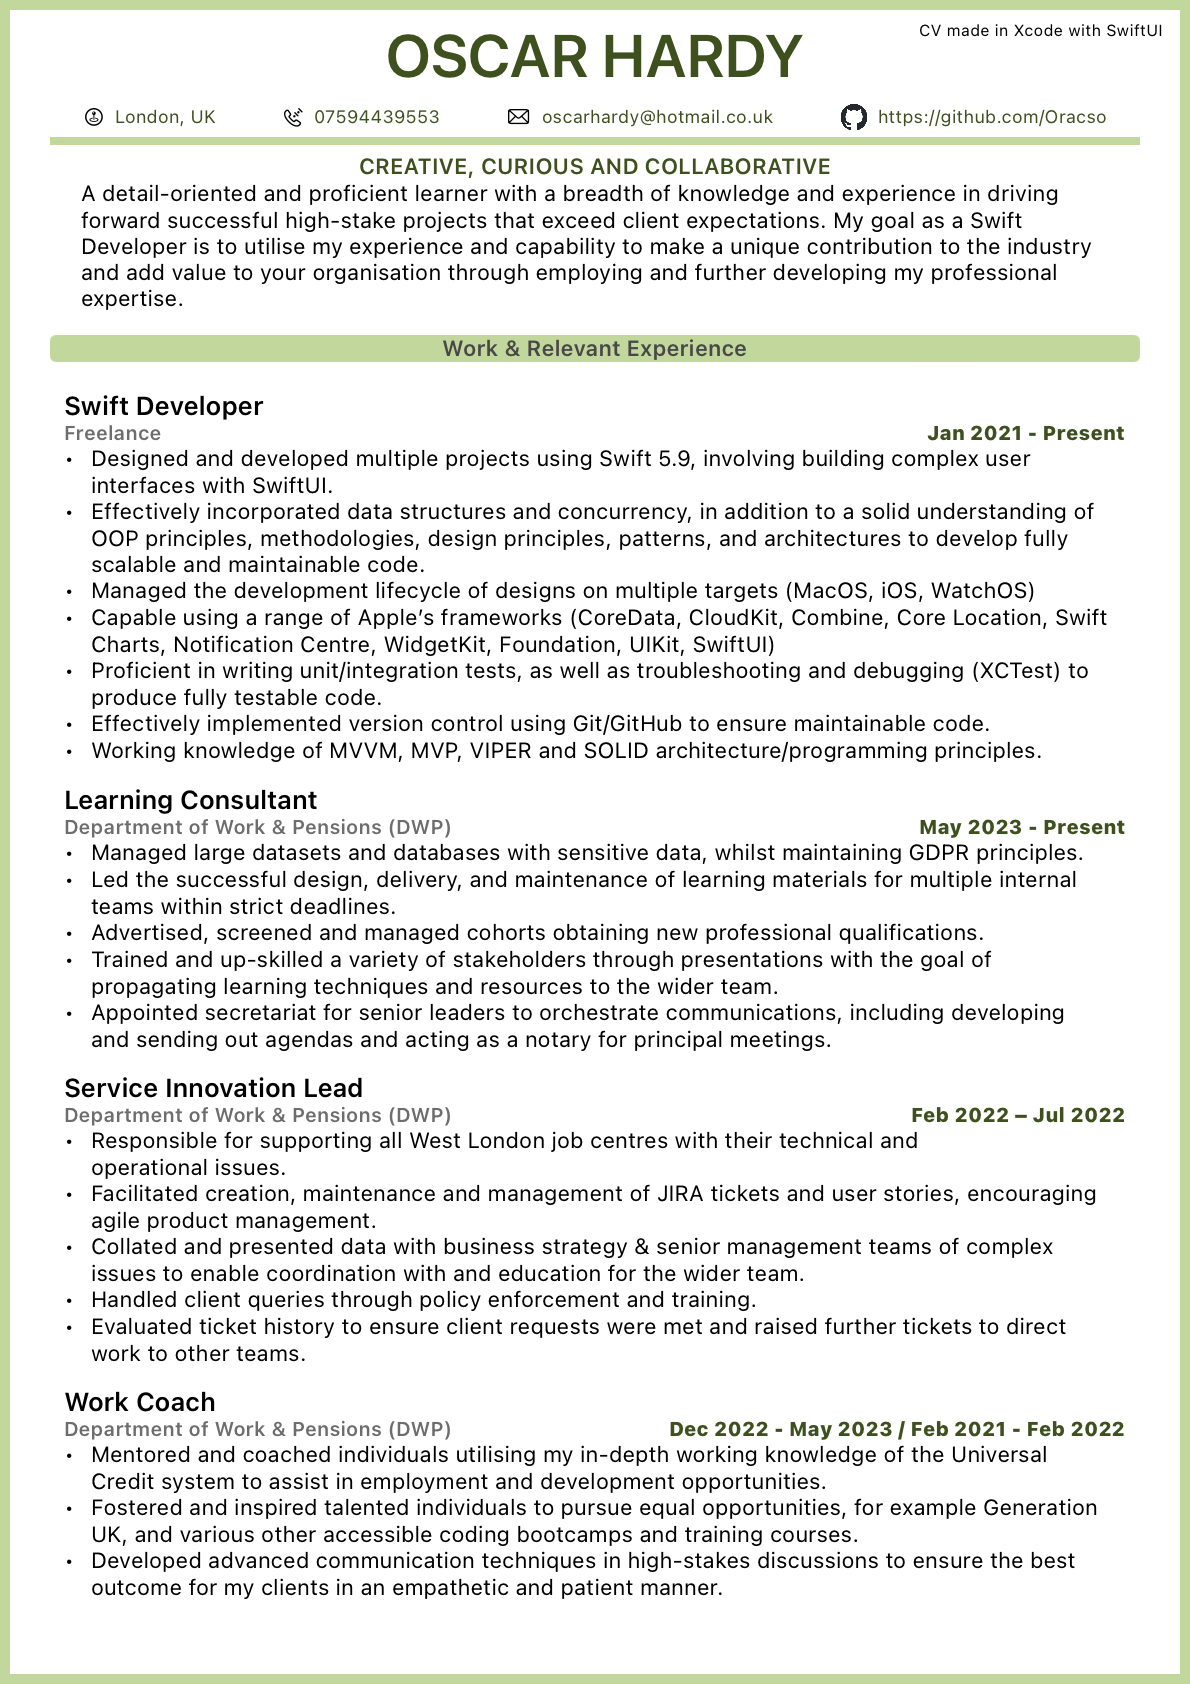 CV made in Xcode with SwiftUI
OSCAR HARDY
London, UK 07594439553 oscarhardy@hotmail.co.uk https://github.com/Oracso
CREATIVE, CURIOUS AND COLLABORATIVE
A detail-oriented and proficient learner with a breadth of knowledge and experience in driving
forward successful high-stake projects that exceed client expectations. My goal as a Swift
Developer is to utilise my experience and capability to make a unique contribution to the industry
and add value to your organisation through employing and further developing my professional
expertise.
Work & Relevant Experience
Swift Developer
Freelance Jan 2021 - Present
• Designed and developed multiple projects using Swift 5.9, involving building complex user
interfaces with SwiftUI.
• Effectively incorporated data structures and concurrency, in addition to a solid understanding of
OOP principles, methodologies, design principles, patterns, and architectures to develop fully
scalable and maintainable code.
• Managed the development lifecycle of designs on multiple targets (MacOS, iOS, WatchOS)
• Capable using a range of Apple’s frameworks (CoreData, CloudKit, Combine, Core Location, Swift
Charts, Notification Centre, WidgetKit, Foundation, UIKit, SwiftUI)
• Proficient in writing unit/integration tests, as well as troubleshooting and debugging (XCTest) to
produce fully testable code.
• Effectively implemented version control using Git/GitHub to ensure maintainable code.
• Working knowledge of MVVM, MVP, VIPER and SOLID architecture/programming principles.
Learning Consultant
Department of Work & Pensions (DWP) May 2023 - Present
• Managed large datasets and databases with sensitive data, whilst maintaining GDPR principles.
• Led the successful design, delivery, and maintenance of learning materials for multiple internal
teams within strict deadlines.
• Advertised, screened and managed cohorts obtaining new professional qualifications.
• Trained and up-skilled a variety of stakeholders through presentations with the goal of
propagating learning techniques and resources to the wider team.
• Appointed secretariat for senior leaders to orchestrate communications, including developing
and sending out agendas and acting as a notary for principal meetings.
Service Innovation Lead
Department of Work & Pensions (DWP) Feb 2022 – Jul 2022
• Responsible for supporting all West London job centres with their technical and
operational issues.
• Facilitated creation, maintenance and management of JIRA tickets and user stories, encouraging
agile product management.
• Collated and presented data with business strategy & senior management teams of complex
issues to enable coordination with and education for the wider team.
• Handled client queries through policy enforcement and training.
• Evaluated ticket history to ensure client requests were met and raised further tickets to direct
work to other teams.
Work Coach
Department of Work & Pensions (DWP) Dec 2022 - May 2023 / Feb 2021 - Feb 2022
• Mentored and coached individuals utilising my in-depth working knowledge of the Universal
Credit system to assist in employment and development opportunities.
• Fostered and inspired talented individuals to pursue equal opportunities, for example Generation
UK, and various other accessible coding bootcamps and training courses.
• Developed advanced communication techniques in high-stakes discussions to ensure the best
outcome for my clients in an empathetic and patient manner.